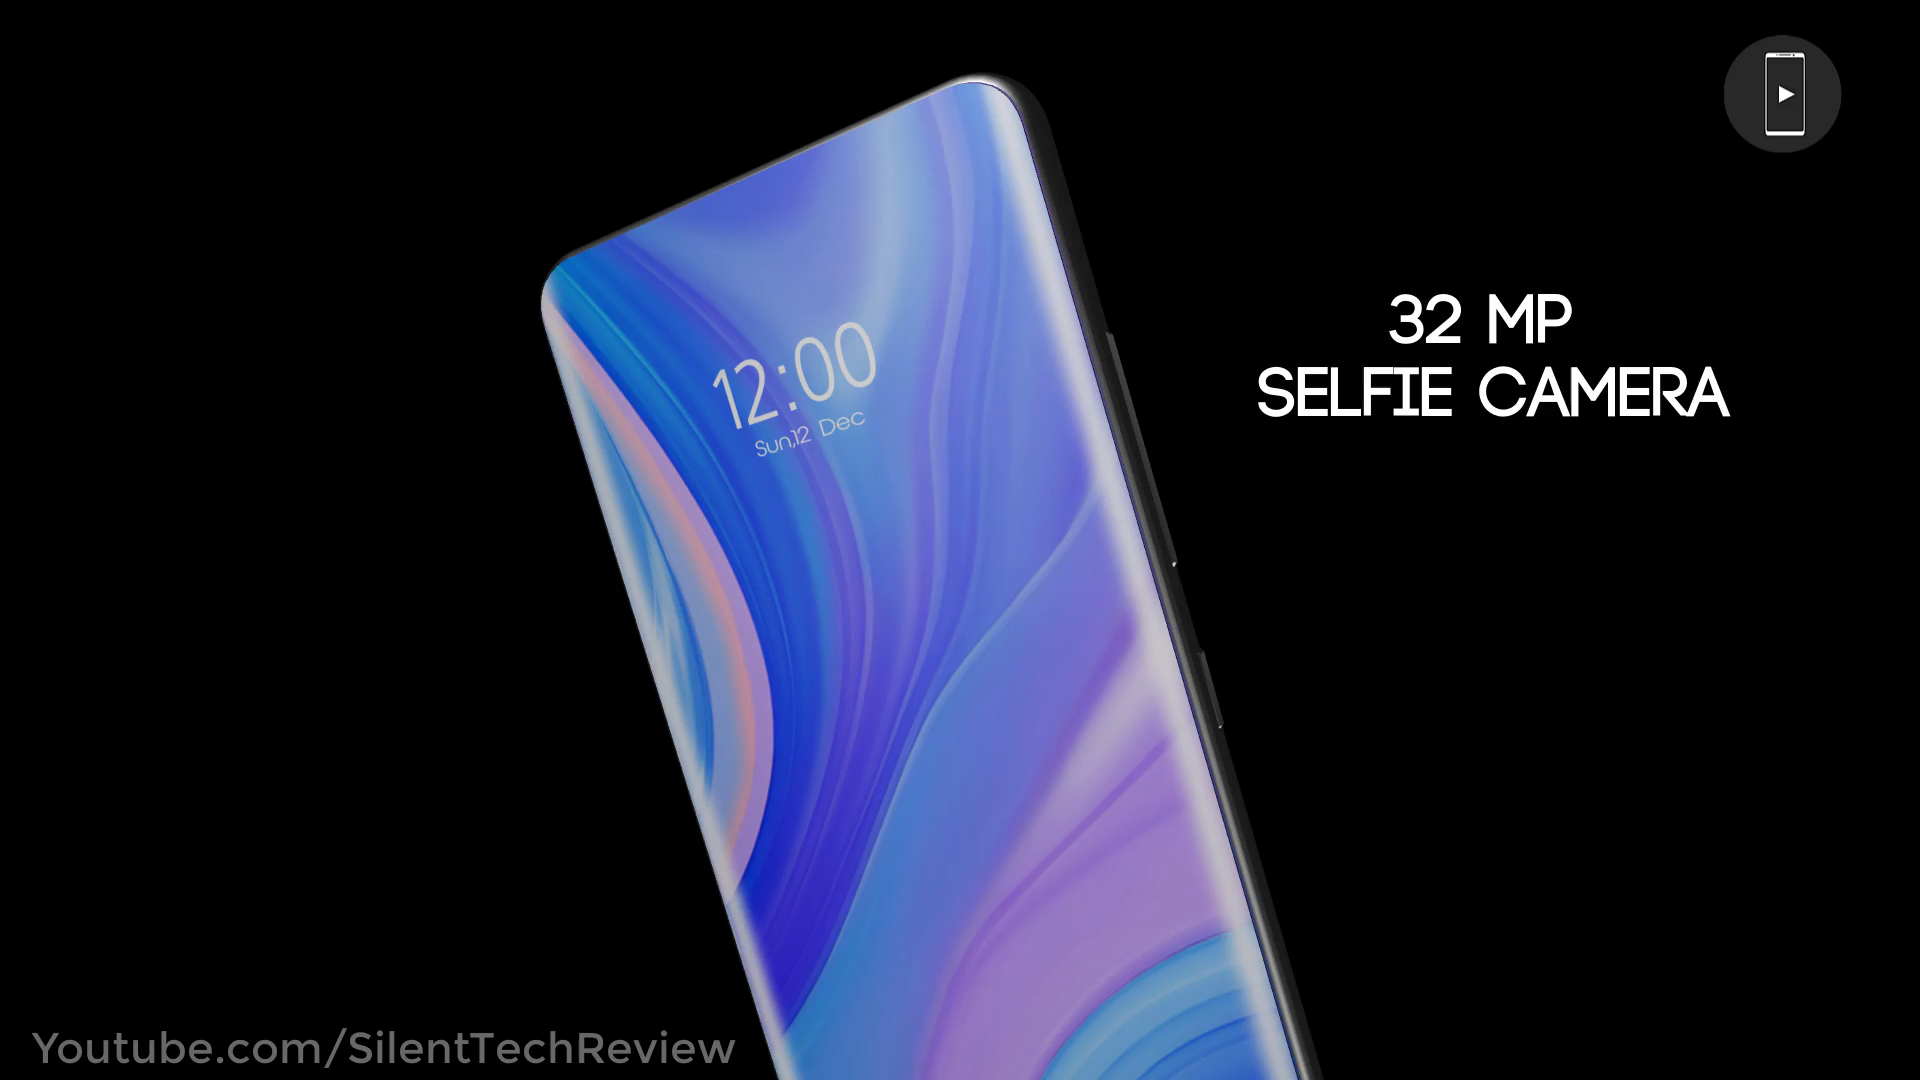 32 MP
SELFIE CAMERA
12:00
Sun,12 Dec
Youtube.com/SilentTechReview